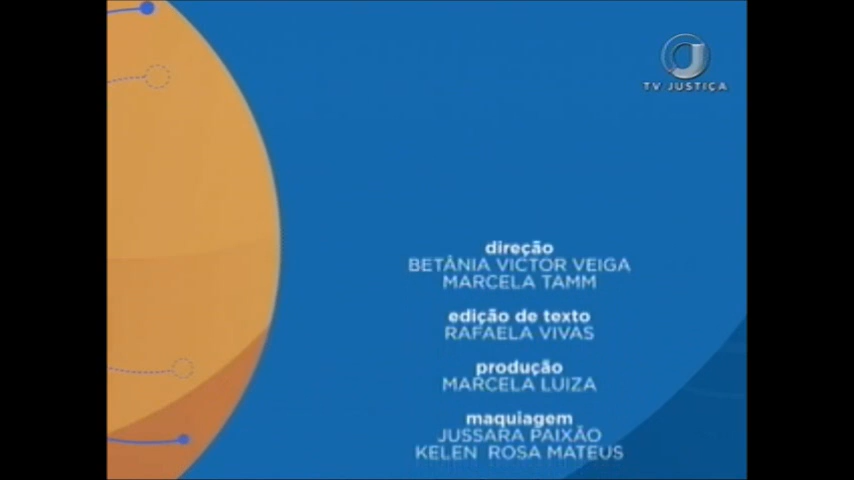 TV JUSTIÇA
direção
BETÂNIA VICTOR VEIGA
MARCELA TAMM
edição de texto
RAFAELA VIVAS
produção
MARCELA LUIZA
maquiagem
JUSSARA PAIXÃO
KELEN ROSA MATEUS